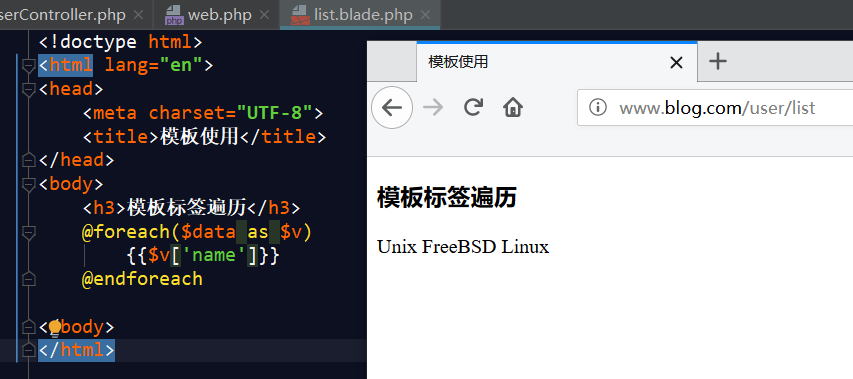 serController.php
web.php
list.blade.php
<!doctype html>
<html lang="en">
<head>
<meta charset="UTF-8">
<title>模板使用</title>
</head>
<body>
<h3>模板标签遍历</h3>
@foreach($data as $v)
{{$v['name']}}
@endforeach
</body>
</html>
模板使用
www.blog.com/user/list
模板标签遍历
Unix FreeBSD Linux